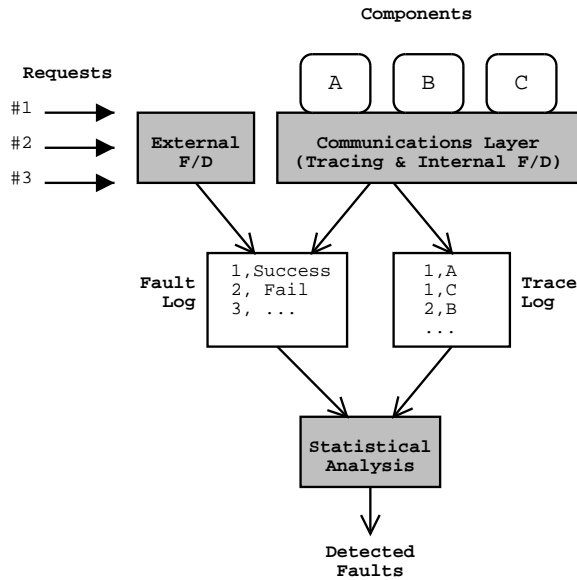 Components
Requests
A
B
C
#1
#2
#3
External
F/D
Communications Layer
(Tracing & Internal F/D)
Fault
Log
1,Success
2, Fail
3, ...
1,A
1,C
2,B
...
Trace
Log
Statistical
Analysis
Detected
Faults